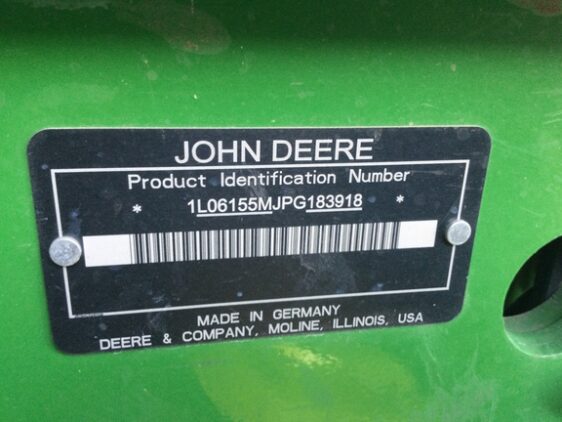 JOHN DEERE
Product Identification Number
* 1L06155MJPG183918 *
MADE IN GERMANY
DEERE & COMPANY, MOLINE, ILLINOIS, USA